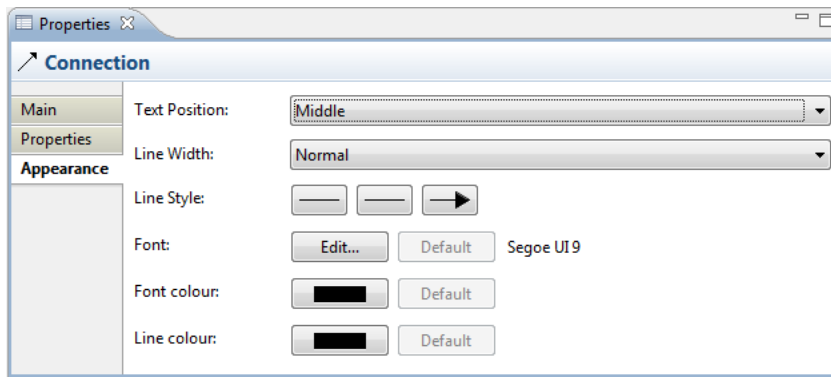 Properties
Connection
Main
Properties
Appearance
Text Position: Middle
Line Width: Normal
Line Style:
Font: Edit... Default Segoe UI 9
Font colour: Default
Line colour: Default